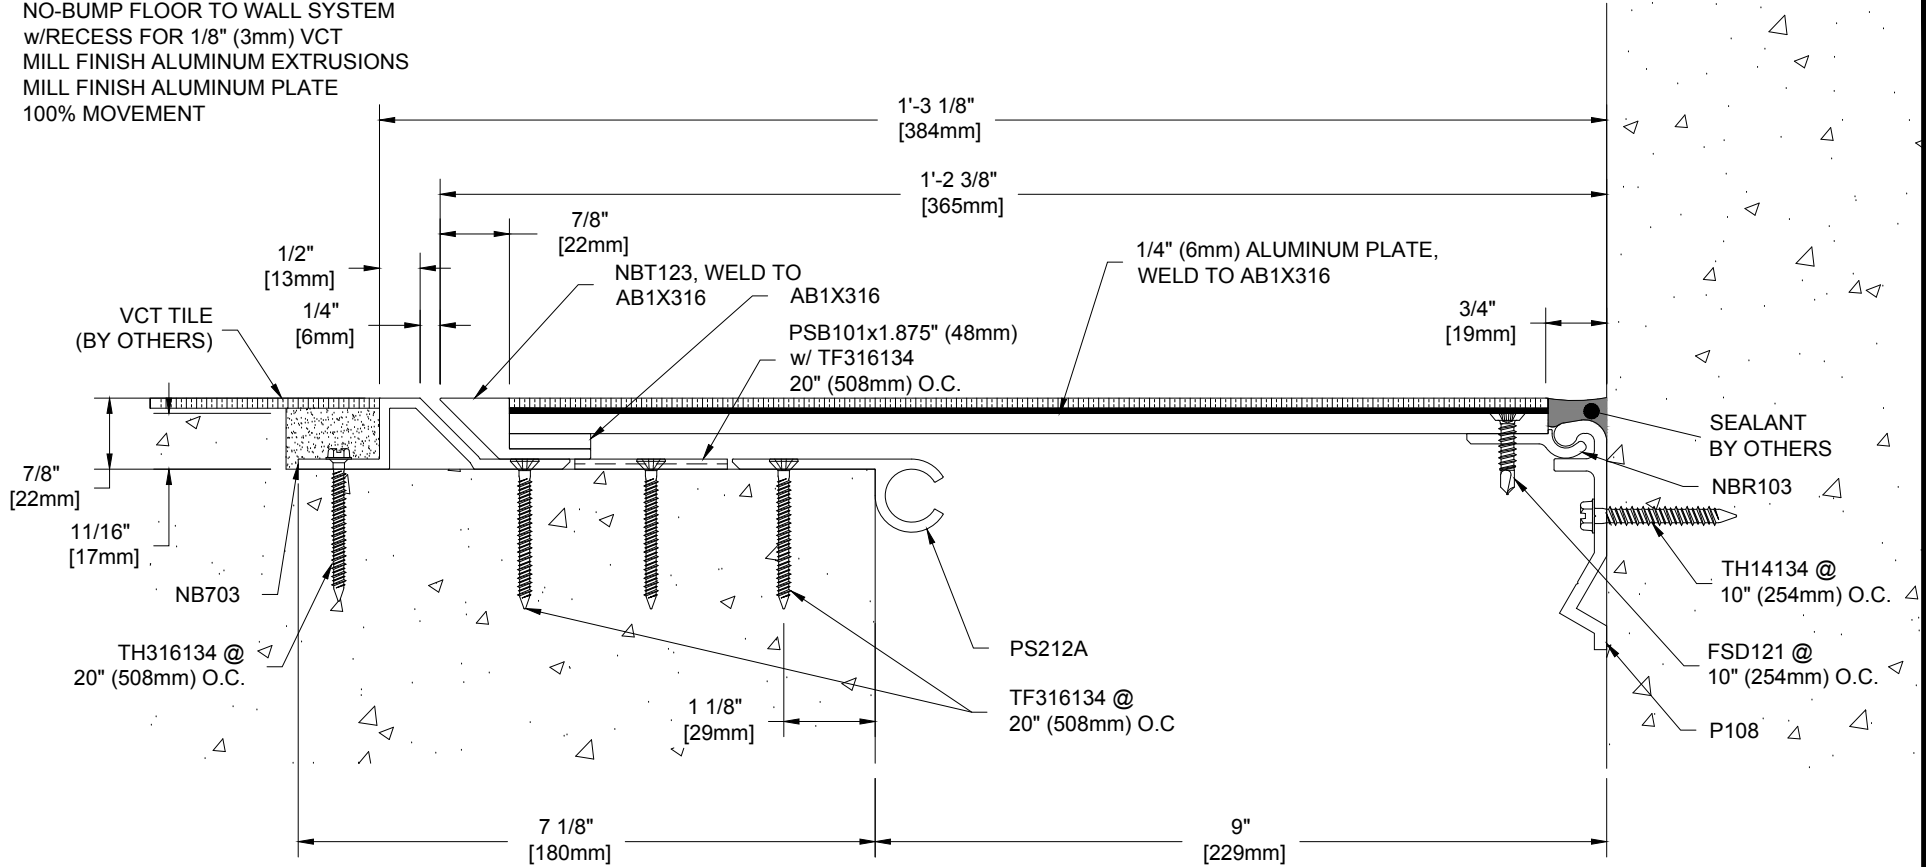 NO-BUMP FLOOR TO WALL SYSTEM
w/RECESS FOR 1/8" (3mm) VCT
MILL FINISH ALUMINUM EXTRUSIONS
MILL FINISH ALUMINUM PLATE
100% MOVEMENT
1'-3 1/8"
[384mm]
1'-2 3/8"
[365mm]
7/8"
[22mm]
1/2"
[13mm]
1/4"
[6mm]
NBT123, WELD TO
AB1X316
AB1X316
PSB101x1.875" (48mm)
w/ TF316134
20" (508mm) O.C.
1/4" (6mm) ALUMINUM PLATE,
WELD TO AB1X316
3/4"
[19mm]
VCT TILE
(BY OTHERS)
SEALANT
BY OTHERS
NBR103
7/8"
[22mm]
11/16"
[17mm]
NB703
TH316134 @
20" (508mm) O.C.
TH14134 @
10" (254mm) O.C.
FSD121 @
10" (254mm) O.C.
P108
PS212A
TF316134 @
20" (508mm) O.C
1 1/8"
[29mm]
7 1/8"
[180mm]
9"
[229mm]